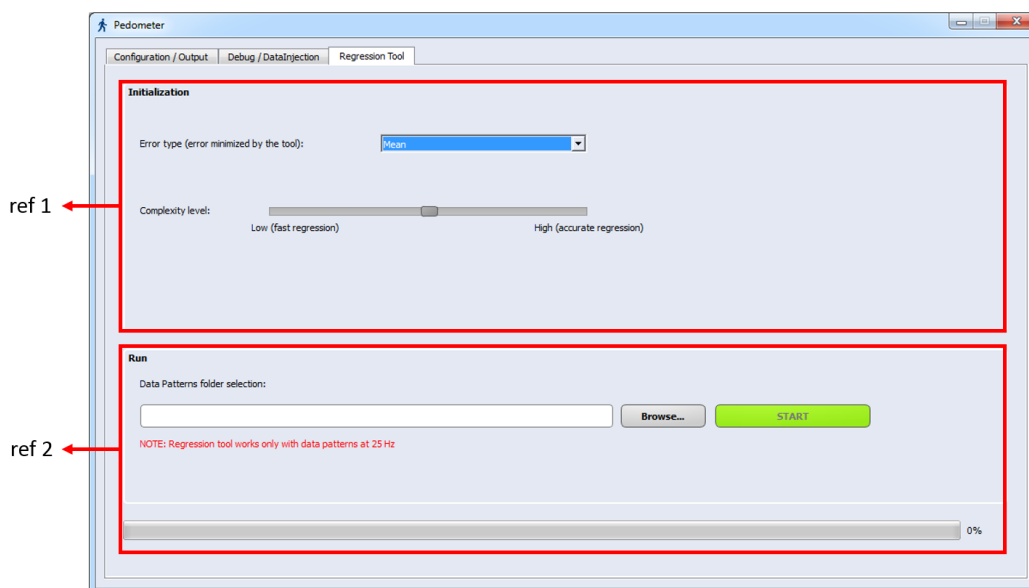 Pedometer
Configuration / Output Debug / DataInjection Regression Tool
Initialization
Error type (error minimized by the tool): Mean
ref 1
Complexity level:
Low (fast regression) High (accurate regression)
Run
Data Patterns folder selection:
Browse... START
NOTE: Regression tool works only with data patterns at 25 Hz
ref 2
0%